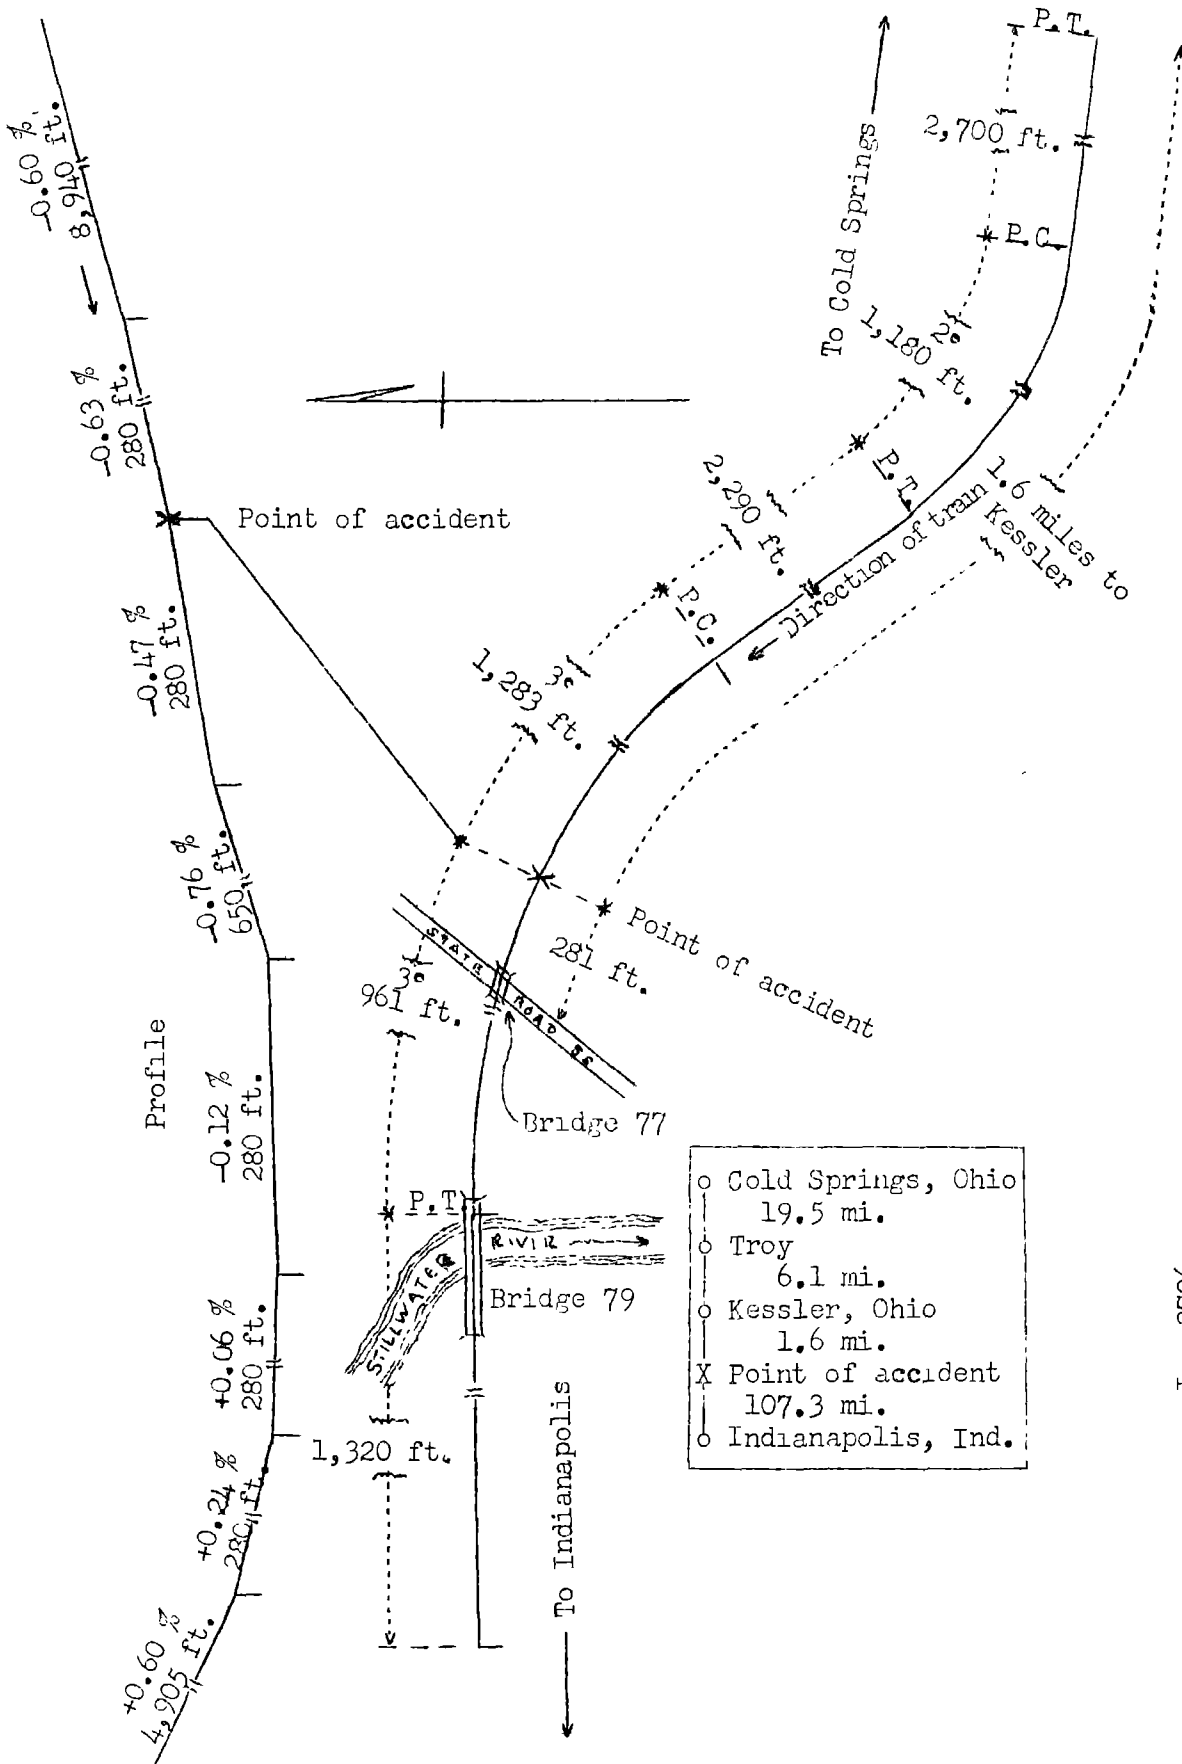 P.T.
2,700 ft.
P.C.
To Cold Springs
2°
1,180 ft.
P.T.
2,290 ft.
P.C.
Direction of train
1.6 miles to
Kessler
3°
1,283 ft.
Point of accident
-0.60 %
8,940 ft.
-0.63 %
280 ft.
-0.47 %
280 ft.
-0.76 %
650 ft.
-0.12 %
280 ft.
+0.06 %
280 ft.
+0.24 %
280 ft.
+0.60 %
4,905 ft.
Profile
Point of accident
281 ft.
STATE ROAD
3°
961 ft.
Bridge 77
P.T.
STILLWATER RIVER
Bridge 79
1,320 ft.
To Indianapolis
Cold Springs, Ohio
19.5 mi.
Troy
6.1 mi.
Kessler, Ohio
1.6 mi.
X Point of accident
107.3 mi.
Indianapolis, Ind.